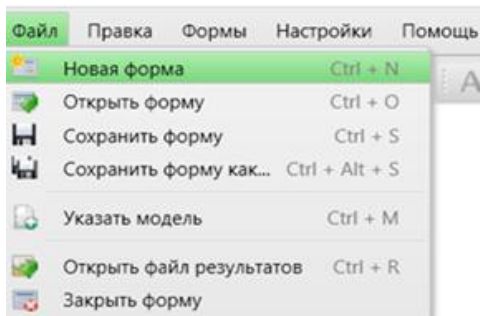 Файл Правка Формы Настройки Помощь
Новая форма Ctrl + N
Открыть форму Ctrl + O
Сохранить форму Ctrl + S
Сохранить форму как... Ctrl + Alt + S
Указать модель Ctrl + M
Открыть файл результатов Ctrl + R
Закрыть форму